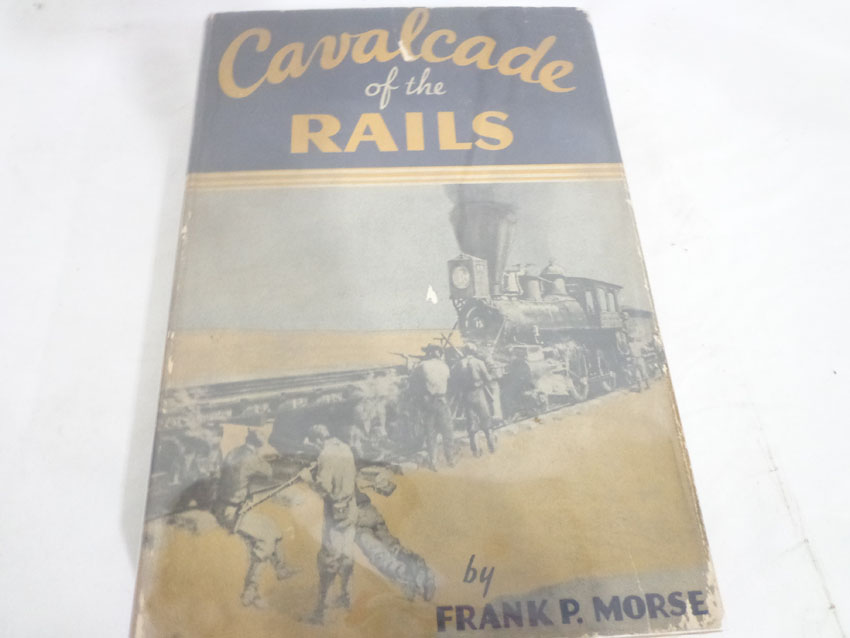 Cavalcade
of the
RAILS
by
FRANK P. MORSE